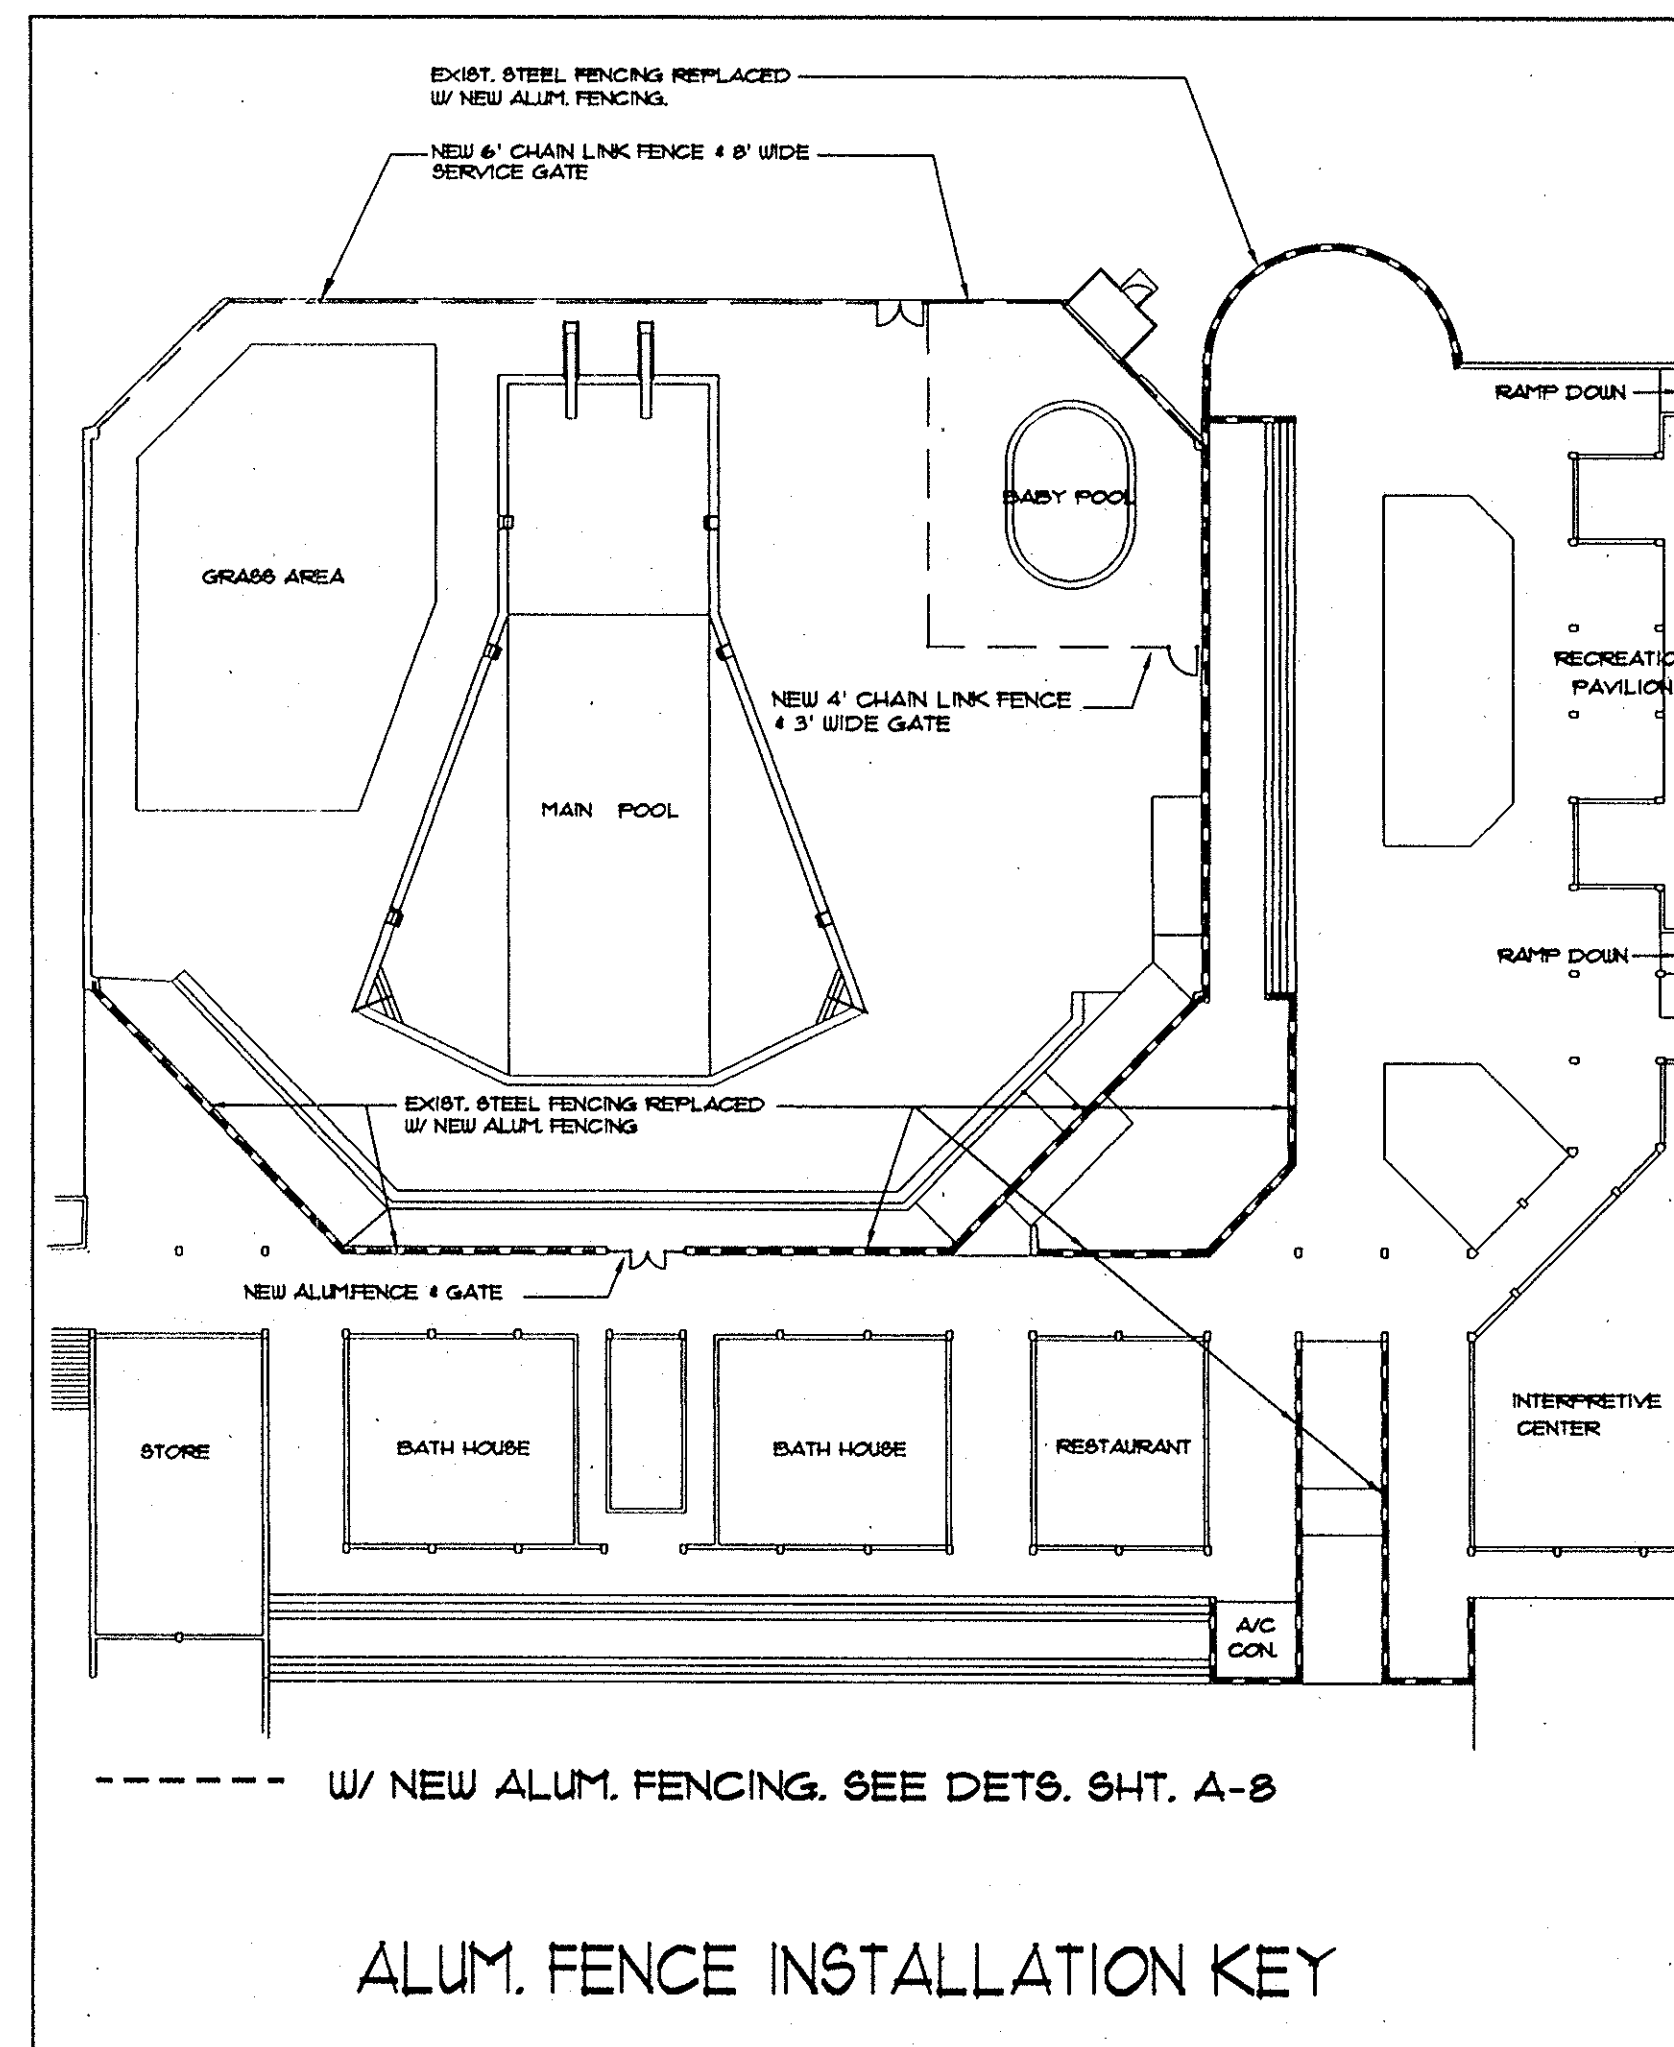 EXIST. STEEL FENCING REPLACED
W/ NEW ALUM. FENCING.
NEW 6' CHAIN LINK FENCE & 8' WIDE
SERVICE GATE
RAMP DOWN
BABY POOL
GRASS AREA
RECREATIO
PAVILION
NEW 4' CHAIN LINK FENCE
& 3' WIDE GATE
MAIN POOL
RAMP DOWN
EXIST. STEEL FENCING REPLACED
W/ NEW ALUM. FENCING
NEW ALUM.FENCE & GATE
INTERPRETIVE
CENTER
STORE
BATH HOUSE
BATH HOUSE
RESTAURANT
A/C
CON.
W/ NEW ALUM. FENCING. SEE DETS. SHT. A-8
ALUM. FENCE INSTALLATION KEY